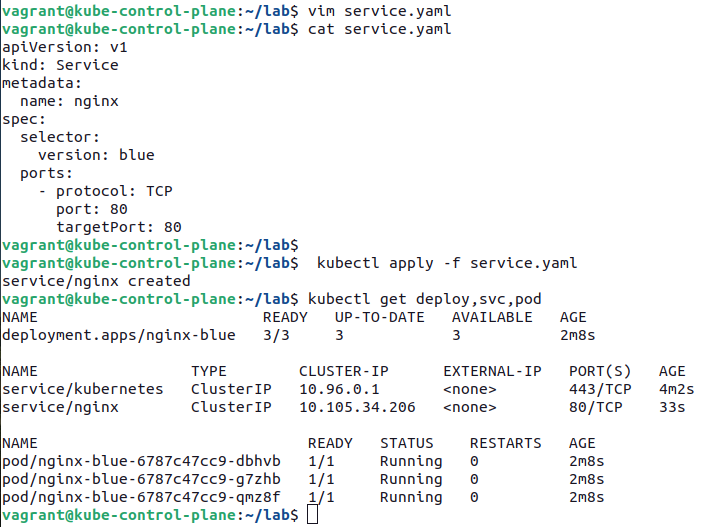 vagrant@kube-control-plane:~/lab$ vim service.yaml
vagrant@kube-control-plane:~/lab$ cat service.yaml
apiVersion: v1
kind: Service
metadata:
  name: nginx
spec:
  selector:
    version: blue
  ports:
    - protocol: TCP
      port: 80
      targetPort: 80
vagrant@kube-control-plane:~/lab$
vagrant@kube-control-plane:~/lab$  kubectl apply -f service.yaml
service/nginx created
vagrant@kube-control-plane:~/lab$ kubectl get deploy,svc,pod
NAME                         READY   UP-TO-DATE   AVAILABLE   AGE
deployment.apps/nginx-blue   3/3     3            3           2m8s

NAME                 TYPE        CLUSTER-IP      EXTERNAL-IP   PORT(S)   AGE
service/kubernetes   ClusterIP   10.96.0.1       <none>        443/TCP   4m2s
service/nginx        ClusterIP   10.105.34.206   <none>        80/TCP    33s

NAME                              READY   STATUS    RESTARTS   AGE
pod/nginx-blue-6787c47cc9-dbhvb   1/1     Running   0          2m8s
pod/nginx-blue-6787c47cc9-g7zhb   1/1     Running   0          2m8s
pod/nginx-blue-6787c47cc9-qmz8f   1/1     Running   0          2m8s
vagrant@kube-control-plane:~/lab$